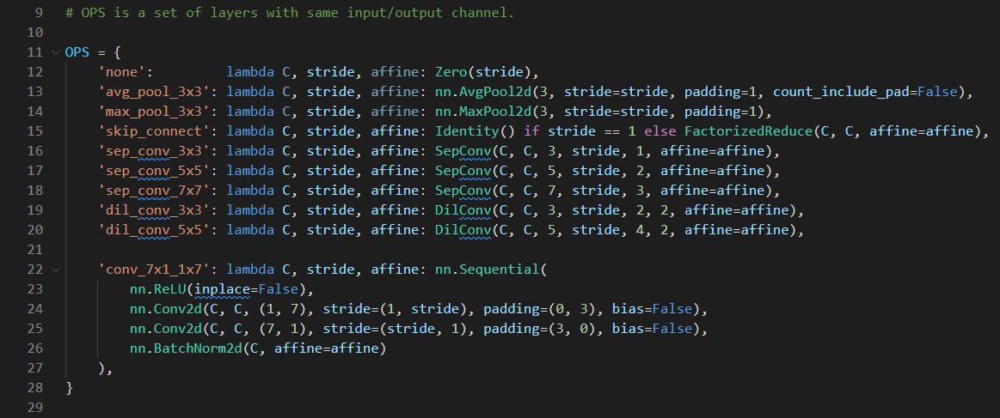 9 # OPS is a set of layers with same input/output channel.
10
11 OPS = {
12     'none':         lambda C, stride, affine: Zero(stride),
13     'avg_pool_3x3': lambda C, stride, affine: nn.AvgPool2d(3, stride=stride, padding=1, count_include_pad=False),
14     'max_pool_3x3': lambda C, stride, affine: nn.MaxPool2d(3, stride=stride, padding=1),
15     'skip_connect': lambda C, stride, affine: Identity() if stride == 1 else FactorizedReduce(C, C, affine=affine),
16     'sep_conv_3x3': lambda C, stride, affine: SepConv(C, C, 3, stride, 1, affine=affine),
17     'sep_conv_5x5': lambda C, stride, affine: SepConv(C, C, 5, stride, 2, affine=affine),
18     'sep_conv_7x7': lambda C, stride, affine: SepConv(C, C, 7, stride, 3, affine=affine),
19     'dil_conv_3x3': lambda C, stride, affine: DilConv(C, C, 3, stride, 2, 2, affine=affine),
20     'dil_conv_5x5': lambda C, stride, affine: DilConv(C, C, 5, stride, 4, 2, affine=affine),
21
22     'conv_7x1_1x7': lambda C, stride, affine: nn.Sequential(
23         nn.ReLU(inplace=False),
24         nn.Conv2d(C, C, (1, 7), stride=(1, stride), padding=(0, 3), bias=False),
25         nn.Conv2d(C, C, (7, 1), stride=(stride, 1), padding=(3, 0), bias=False),
26         nn.BatchNorm2d(C, affine=affine)
27     ),
28 }
29